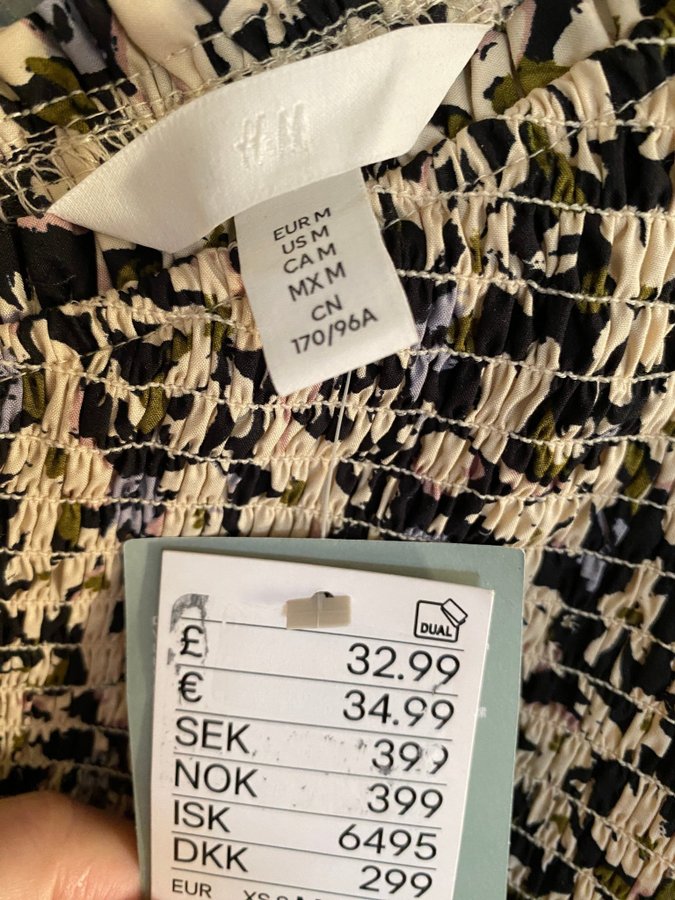 H&M
EUR M
US M
CA M
MX M
CN
170/96A
DUAL
£ 32.99
€ 34.99
SEK 399
NOK 399
ISK 6495
DKK 299
EUR XS S